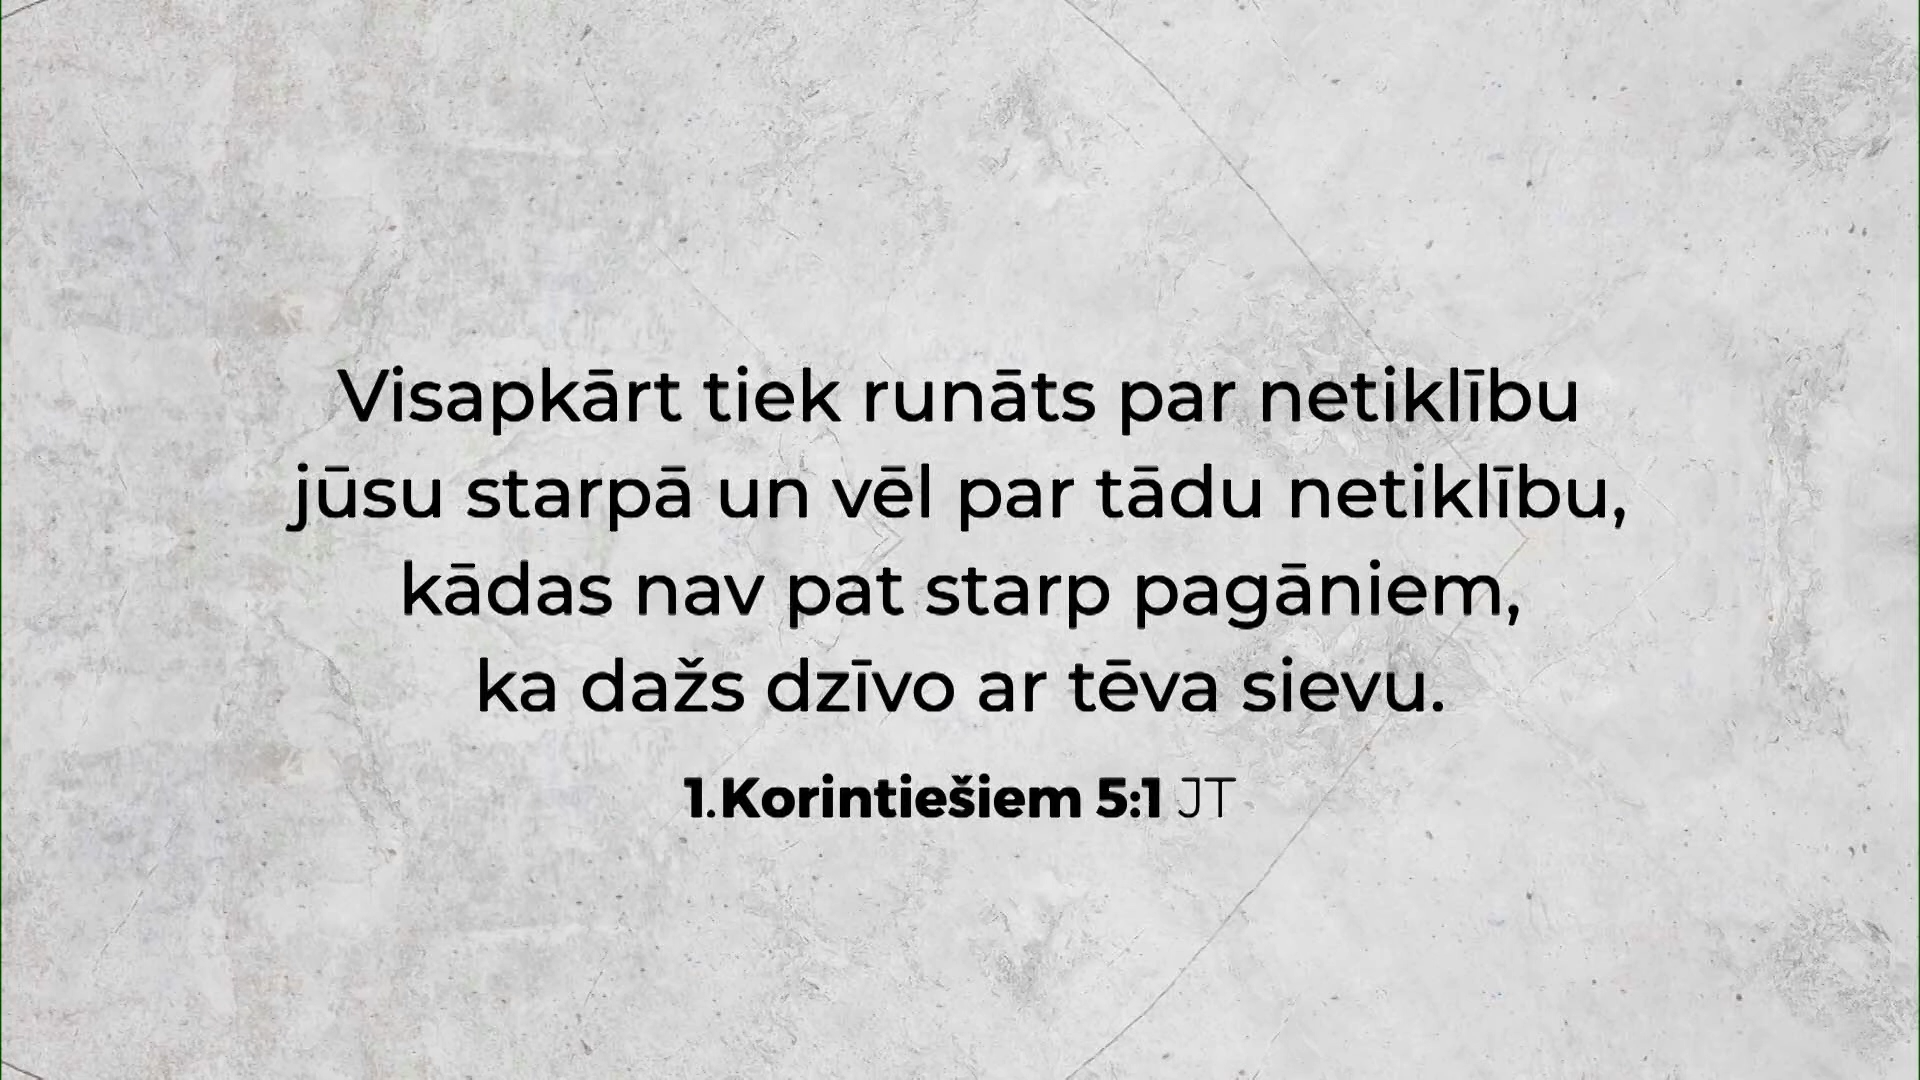 Visapkārt tiek runāts par netiklību
jūsu starpā un vēl par tādu netiklību,
kādas nav pat starp pagāniem,
ka dažs dzīvo ar tēva sievu.
1.Korintiešiem 5:1 JT